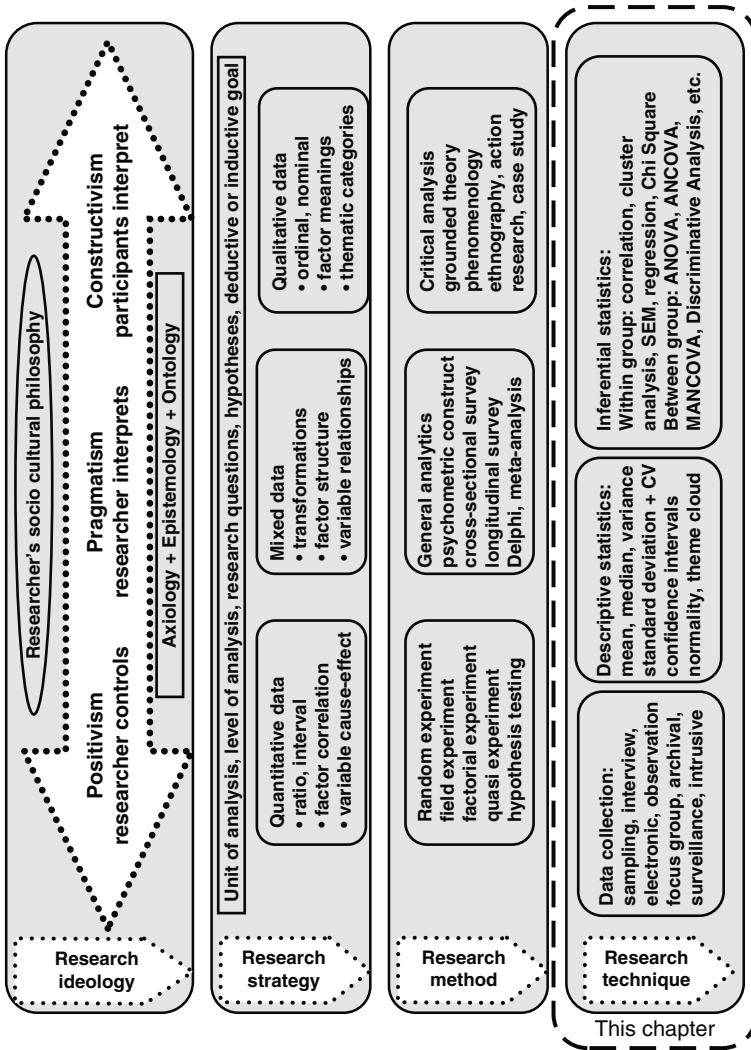 Research
ideology
Researcher's socio cultural philosophy
Positivism
researcher controls
Pragmatism
researcher interprets
Constructivism
participants interpret
Axiology + Epistemology + Ontology
Research
strategy
Unit of analysis, level of analysis, research questions, hypotheses, deductive or inductive goal
Quantitative data
• ratio, interval
• factor correlation
• variable cause-effect
Mixed data
• transformations
• factor structure
• variable relationships
Qualitative data
• ordinal, nominal
• factor meanings
• thematic categories
Research
method
Random experiment
field experiment
factorial experiment
quasi experiment
hypothesis testing
General analytics
psychometric construct
cross-sectional survey
longitudinal survey
Delphi, meta-analysis
Critical analysis
grounded theory
phenomenology
ethnography, action
research, case study
Research
technique
Data collection:
sampling, interview,
electronic, observation
focus group, archival,
surveillance, intrusive
Descriptive statistics:
mean, median, variance
standard deviation + CV
confidence intervals
normality, theme cloud
Inferential statistics:
Within group: correlation, cluster
analysis, SEM, regression, Chi Square
Between group: ANOVA, ANCOVA,
MANCOVA, Discriminative Analysis, etc.
This chapter